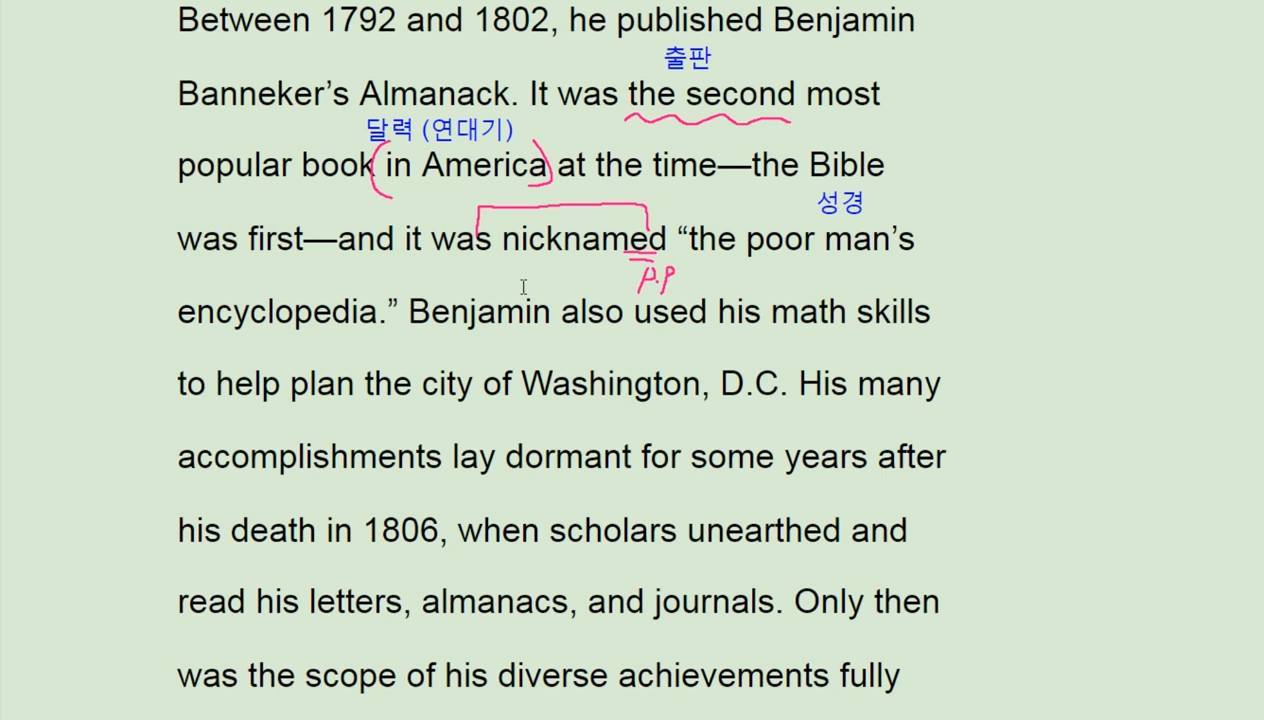 Between 1792 and 1802, he published Benjamin
출판
Banneker’s Almanack. It was the second most
달력 (연대기)
popular book in America at the time—the Bible
성경
was first—and it was nicknamed “the poor man’s
p.p
encyclopedia.” Benjamin also used his math skills
to help plan the city of Washington, D.C. His many
accomplishments lay dormant for some years after
his death in 1806, when scholars unearthed and
read his letters, almanacs, and journals. Only then
was the scope of his diverse achievements fully